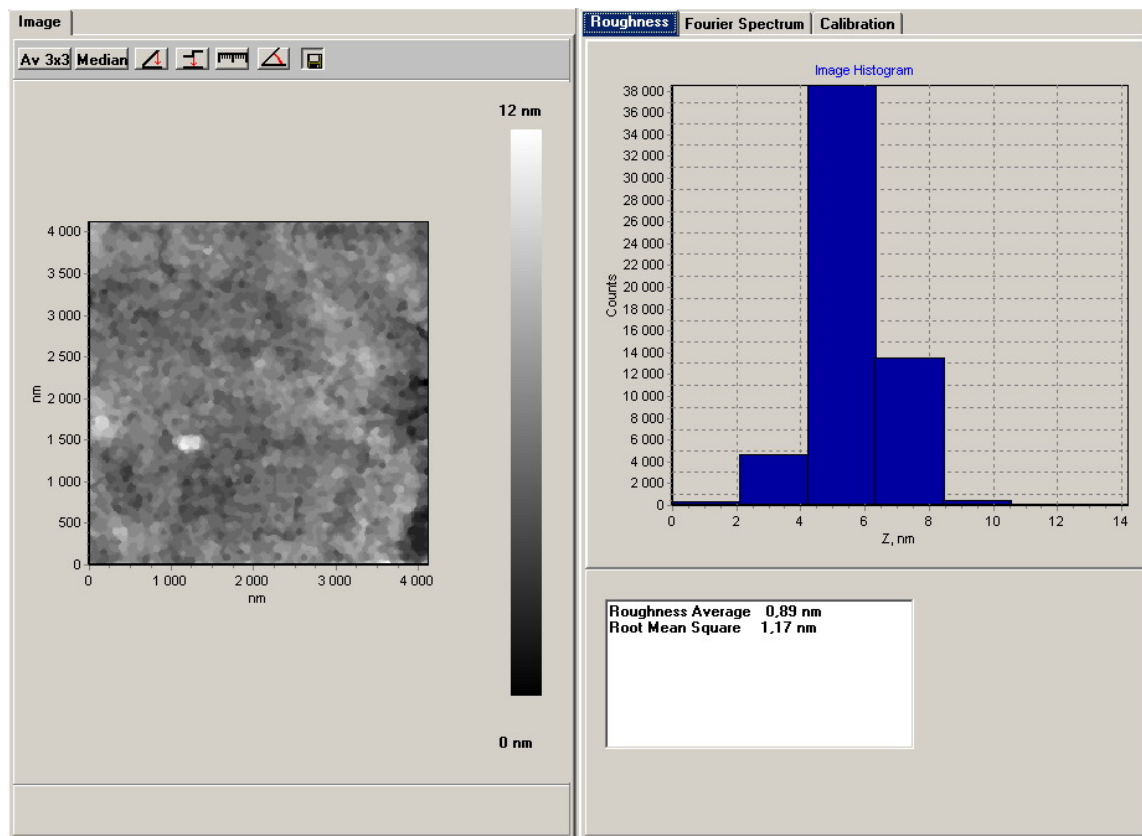 Image
Av 3x3 Median
12 nm
4 000
3 500
3 000
2 500
2 000
1 500
1 000
500
0
nm
0 1 000 2 000 3 000 4 000
nm
0 nm
Roughness Fourier Spectrum Calibration
Image Histogram
38 000
36 000
34 000
32 000
30 000
28 000
26 000
24 000
22 000
20 000
18 000
16 000
14 000
12 000
10 000
8 000
6 000
4 000
2 000
0
Counts
0 2 4 6 8 10 12 14
Z, nm
Roughness Average 0,89 nm
Root Mean Square 1,17 nm